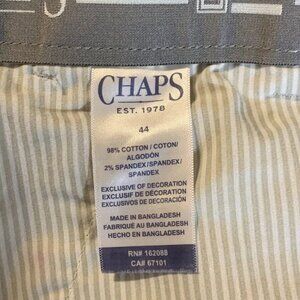 CHAPS
EST. 1978
44
98% COTTON/ COTON/
ALGODÓN
2% SPANDEX/SPANDEX/
SPANDEX
EXCLUSIVE OF DECORATION
EXCLUSIF DE DÉCORATION
EXCLUSIVOS DE DECORACIÓN
MADE IN BANGLADESH
FABRIQUÉ AU BANGLADESH
HECHO EN BANGLADESH
RN# 162088
CA# 67101